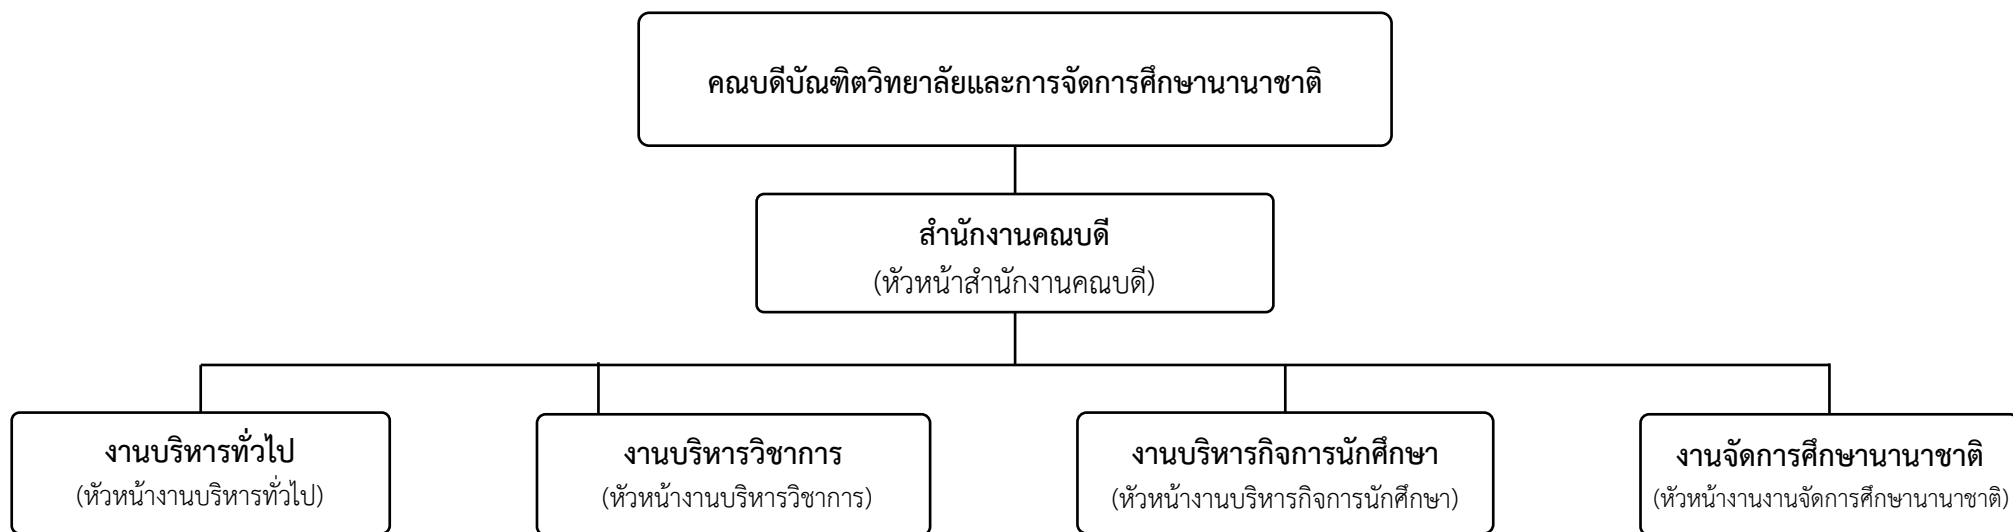 คณบดีบัณฑิตวิทยาลัยและการจัดการศึกษานานาชาติ
สำนักงานคณบดี
(หัวหน้าสำนักงานคณบดี)
งานบริหารทั่วไป
(หัวหน้างานบริหารทั่วไป)
งานบริหารวิชาการ
(หัวหน้างานบริหารวิชาการ)
งานบริหารกิจการนักศึกษา
(หัวหน้างานบริหารกิจการนักศึกษา)
งานจัดการศึกษานานาชาติ
(หัวหน้างานงานจัดการศึกษานานาชาติ)